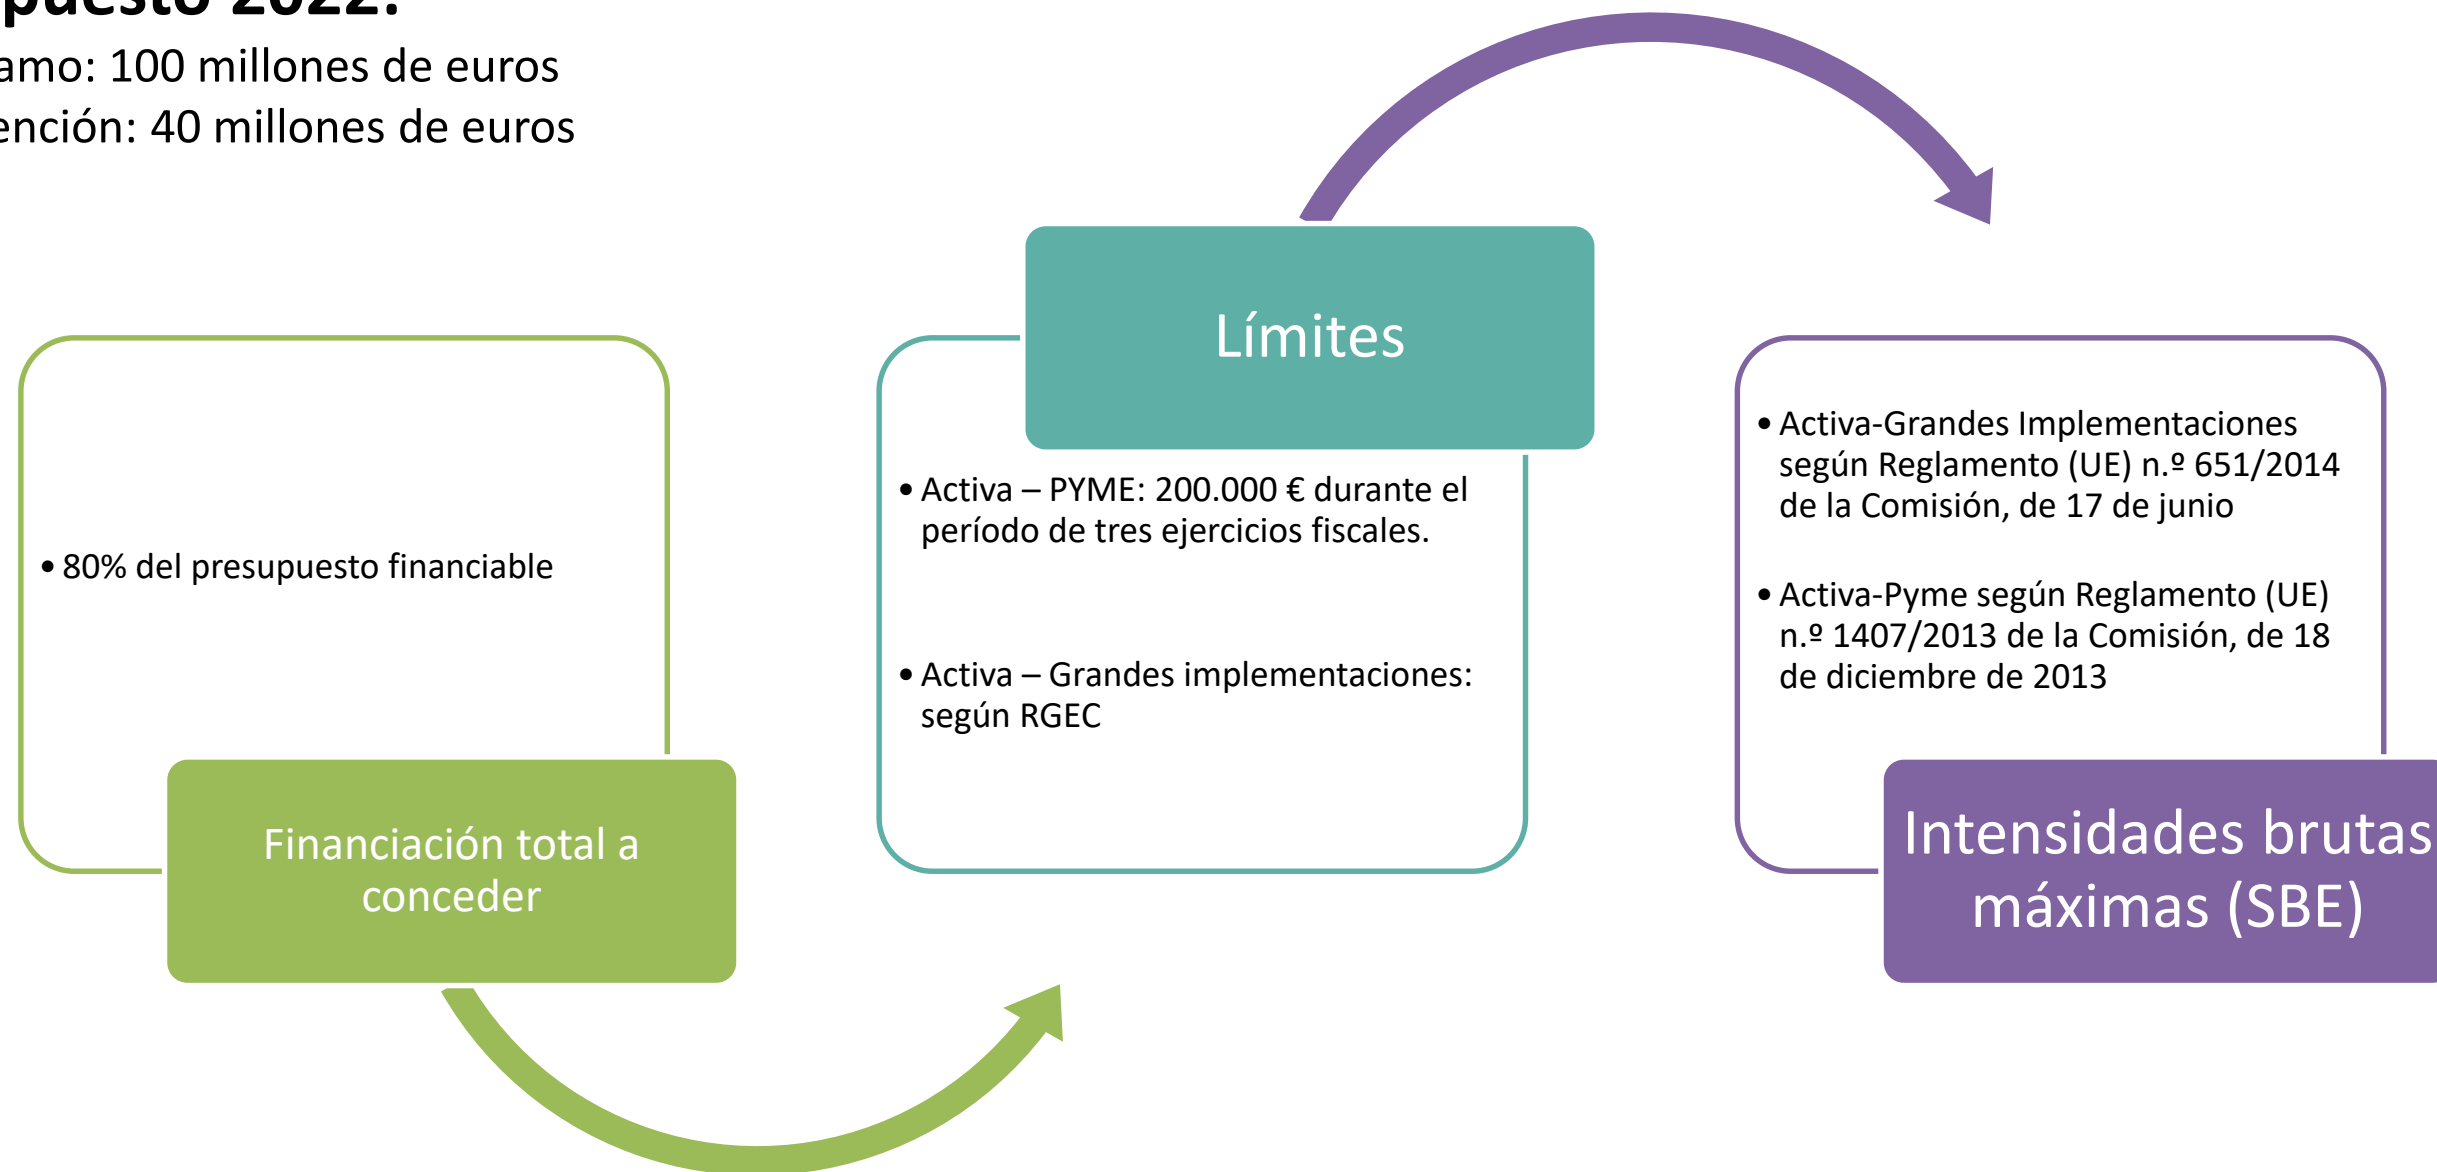 puesto 2022:
amo: 100 millones de euros
ención: 40 millones de euros
• 80% del presupuesto financiable
Financiación total a
conceder
Límites
• Activa – PYME: 200.000 € durante el
período de tres ejercicios fiscales.
• Activa – Grandes implementaciones:
según RGEC
• Activa-Grandes Implementaciones
según Reglamento (UE) n.º 651/2014
de la Comisión, de 17 de junio
• Activa-Pyme según Reglamento (UE)
n.º 1407/2013 de la Comisión, de 18
de diciembre de 2013
Intensidades brutas
máximas (SBE)